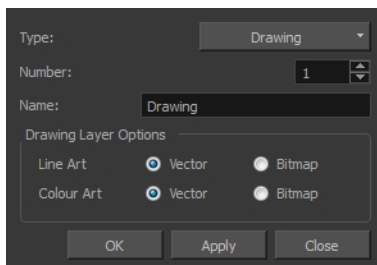 Type: Drawing
Number: 1
Name: Drawing
Drawing Layer Options
Line Art Vector Bitmap
Colour Art Vector Bitmap
OK Apply Close